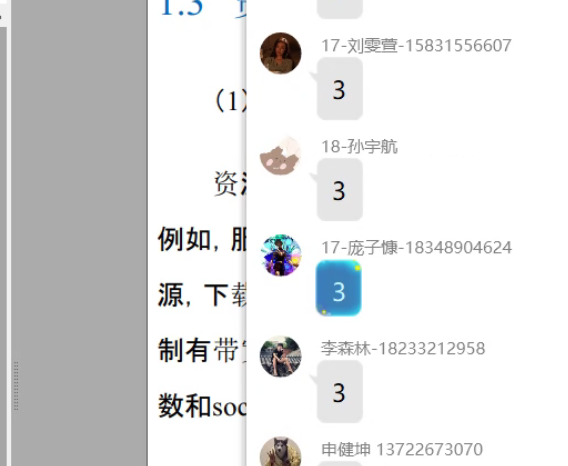 1.3
（1）
资
例如，服
源，下载
制有带宽
数和soc
17-刘雯萱-15831556607
3
18-孙宇航
3
17-庞子慷-18348904624
3
李森林-18233212958
3
申健坤 13722673070